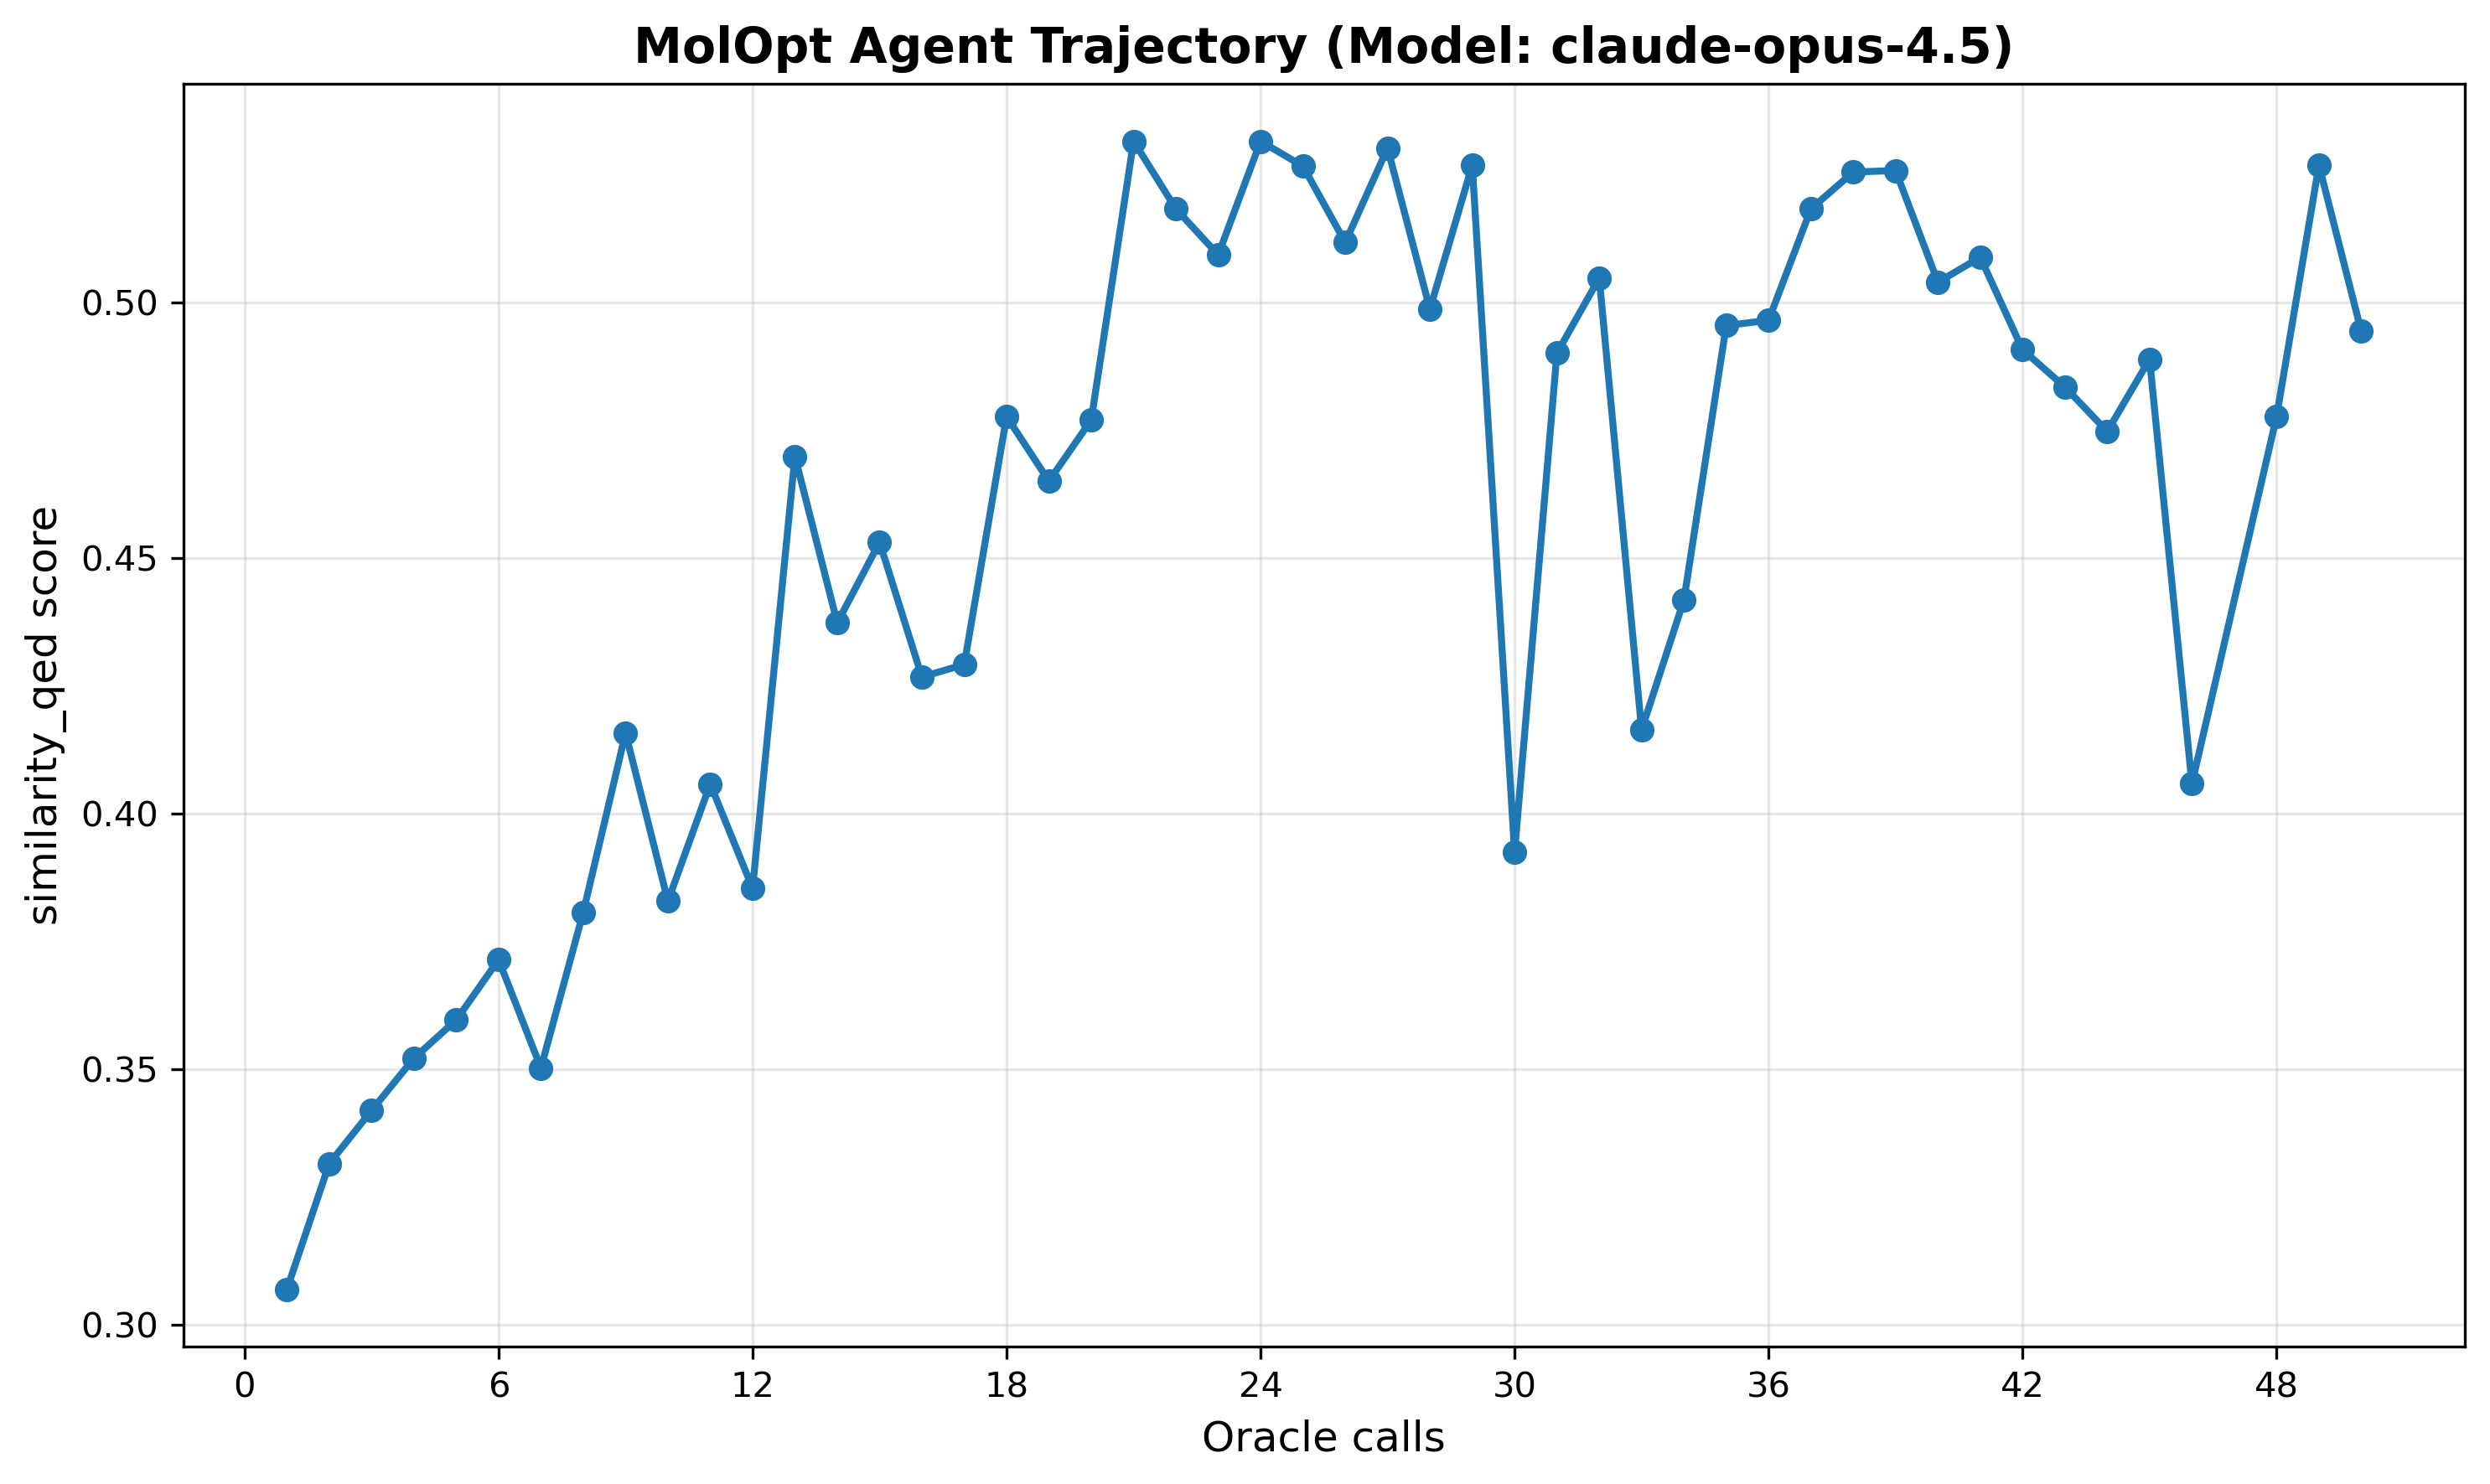 MolOpt Agent Trajectory (Model: claude-opus-4.5)
similarity_qed score
0.50
0.45
0.40
0.35
0.30
0 6 12 18 24 30 36 42 48
Oracle calls